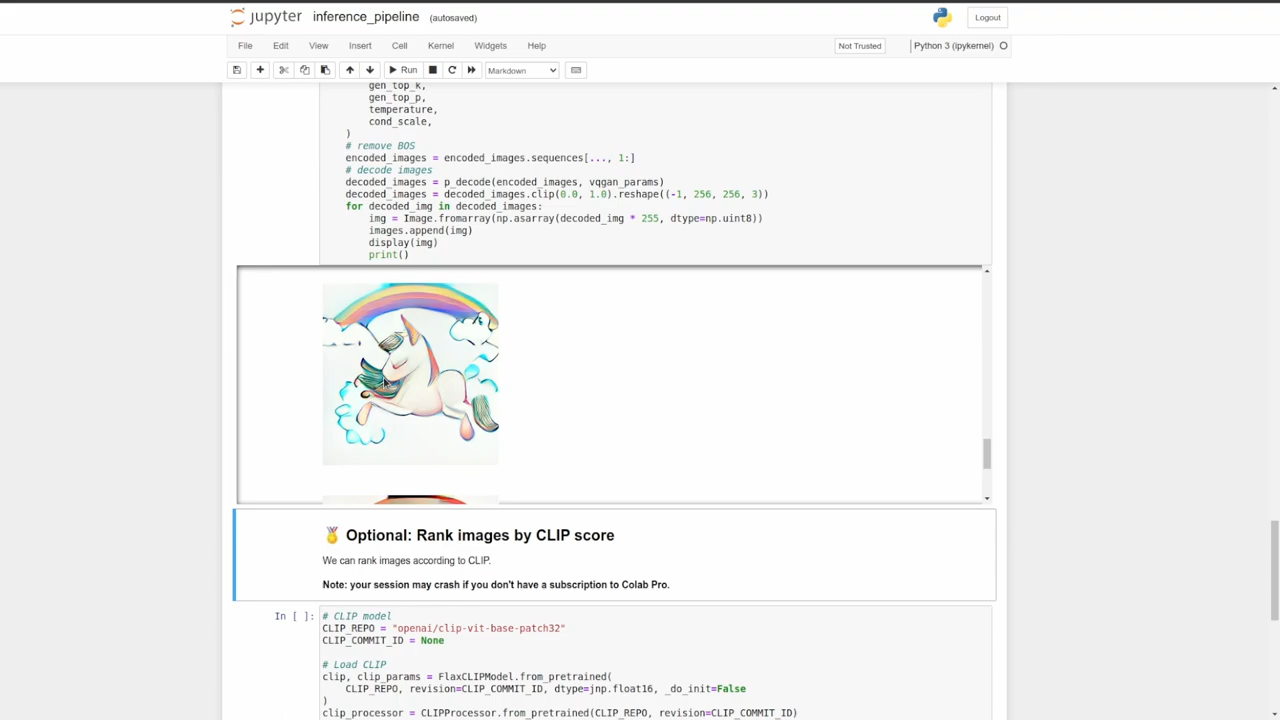 jupyter inference_pipeline (autosaved) Logout
File Edit View Insert Cell Kernel Widgets Help Not Trusted Python 3 (ipykernel)
Run Markdown
gen_top_k,
gen_top_p,
temperature,
cond_scale,
)
# remove BOS
encoded_images = encoded_images.sequences[..., 1:]
# decode images
decoded_images = p_decode(encoded_images, vqgan_params)
decoded_images = decoded_images.clip(0.0, 1.0).reshape((-1, 256, 256, 3))
for decoded_img in decoded_images:
img = Image.fromarray(np.asarray(decoded_img * 255, dtype=np.uint8))
images.append(img)
display(img)
print()
Optional: Rank images by CLIP score
We can rank images according to CLIP.
Note: your session may crash if you don't have a subscription to Colab Pro.
In [ ]: # CLIP model
CLIP_REPO = "openai/clip-vit-base-patch32"
CLIP_COMMIT_ID = None
# Load CLIP
clip, clip_params = FlaxCLIPModel.from_pretrained(
CLIP_REPO, revision=CLIP_COMMIT_ID, dtype=jnp.float16, _do_init=False
)
clip_processor = CLIPProcessor.from_pretrained(CLIP_REPO, revision=CLIP_COMMIT_ID)